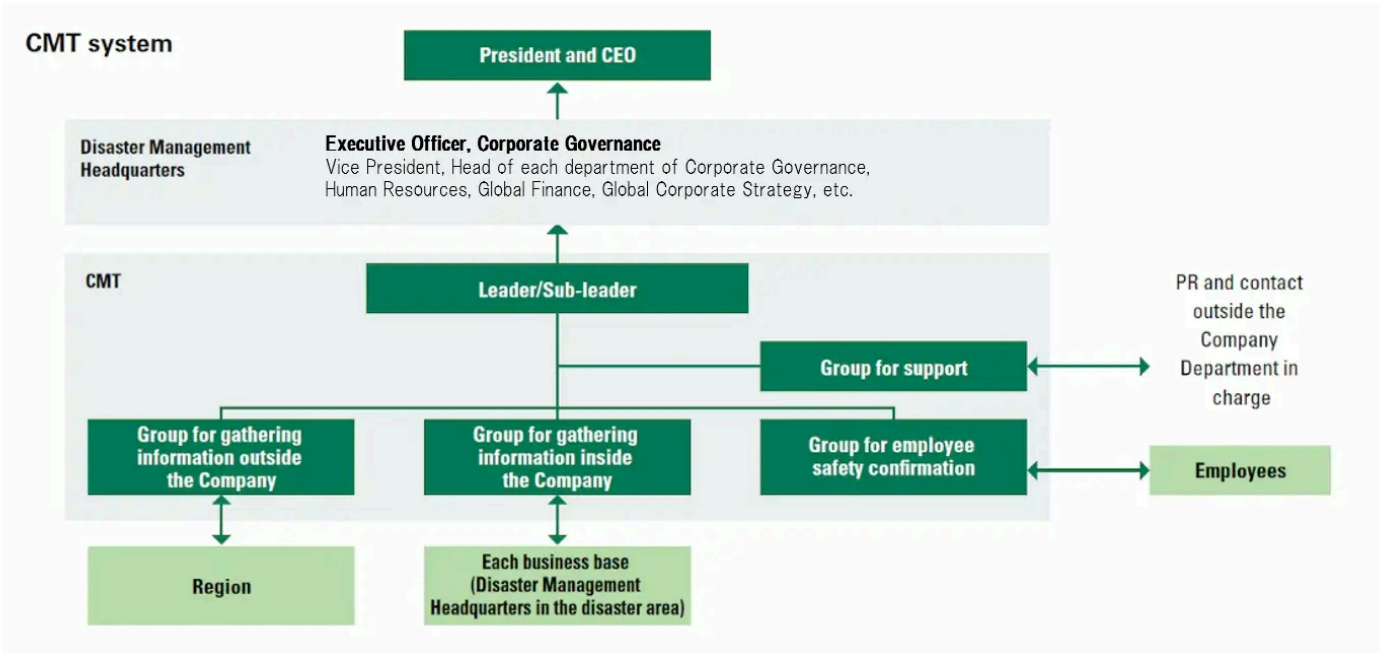 CMT system
President and CEO
Disaster Management
Headquarters
Executive Officer, Corporate Governance
Vice President, Head of each department of Corporate Governance,
Human Resources, Global Finance, Global Corporate Strategy, etc.
CMT
Leader/Sub-leader
Group for support
PR and contact
outside the
Company
Department in
charge
Group for gathering
information outside
the Company
Group for gathering
information inside
the Company
Group for employee
safety confirmation
Employees
Region
Each business base
(Disaster Management
Headquarters in the disaster area)